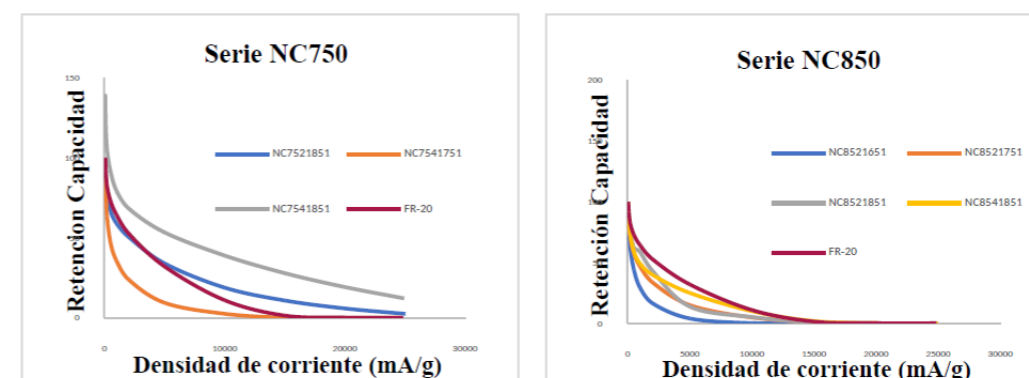 Serie NC750
150
Retencion Capacidad
NC7521851
NC7541751
NC7541851
FR-20
0
0
10000
20000
30000
Densidad de corriente (mA/g)
Serie NC850
200
Retención Capacidad
NC8521651
NC8521751
NC8521851
NC8541851
FR-20
0
0
5000
10000
15000
20000
25000
30000
Densidad de corriente (mA/g)